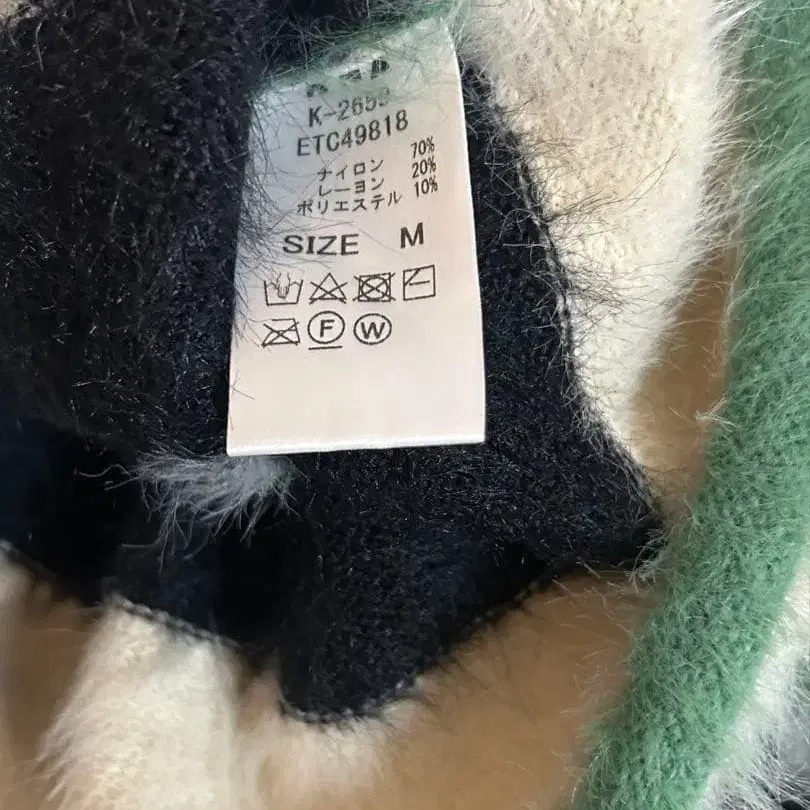 ETC49818
ナイロン 70%
レーヨン 20%
ポリエステル 10%
SIZE M
F W